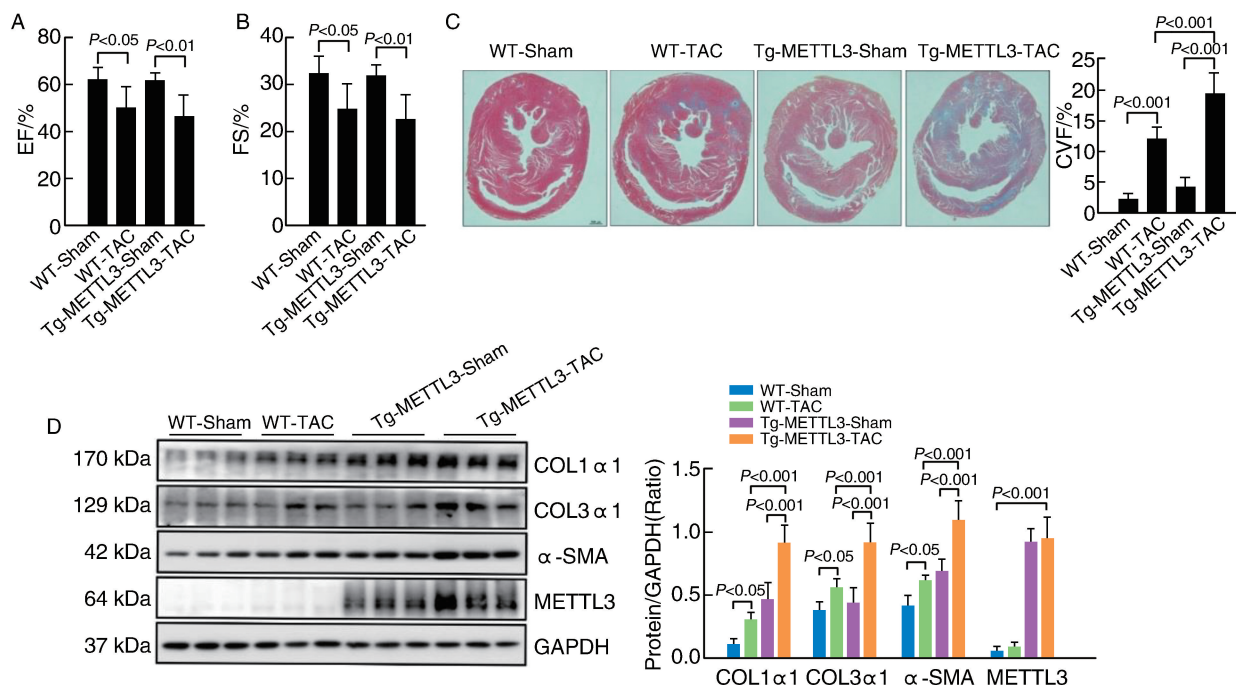 A
EF/%
80
60
40
20
0
P<0.05
P<0.01
WT-Sham
WT-TAC
Tg-METTL3-Sham
Tg-METTL3-TAC
B
FS/%
40
30
20
10
0
P<0.05
P<0.01
WT-Sham
WT-TAC
Tg-METTL3-Sham
Tg-METTL3-TAC
C
WT-Sham
WT-TAC
Tg-METTL3-Sham
Tg-METTL3-TAC
CVF/%
25
20
15
10
5
0
P<0.001
P<0.001
P<0.001
WT-Sham
WT-TAC
Tg-METTL3-Sham
Tg-METTL3-TAC
D
WT-Sham
WT-TAC
Tg-METTL3-Sham
Tg-METTL3-TAC
170 kDa
COL1α1
129 kDa
COL3α1
42 kDa
α-SMA
64 kDa
METTL3
37 kDa
GAPDH
WT-Sham
WT-TAC
Tg-METTL3-Sham
Tg-METTL3-TAC
Protein/GAPDH(Ratio)
1.5
1.0
0.5
0.0
P<0.05
P<0.001
P<0.001
P<0.05
P<0.001
P<0.001
P<0.05
P<0.001
P<0.001
P<0.001
COL1α1
COL3α1
α-SMA
METTL3